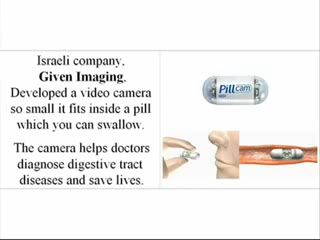 Israeli company,
Given Imaging,
Developed a video camera
so small it fits inside a pill
which you can swallow.
The camera helps doctors
diagnose digestive tract
diseases and save lives.
Pillcam